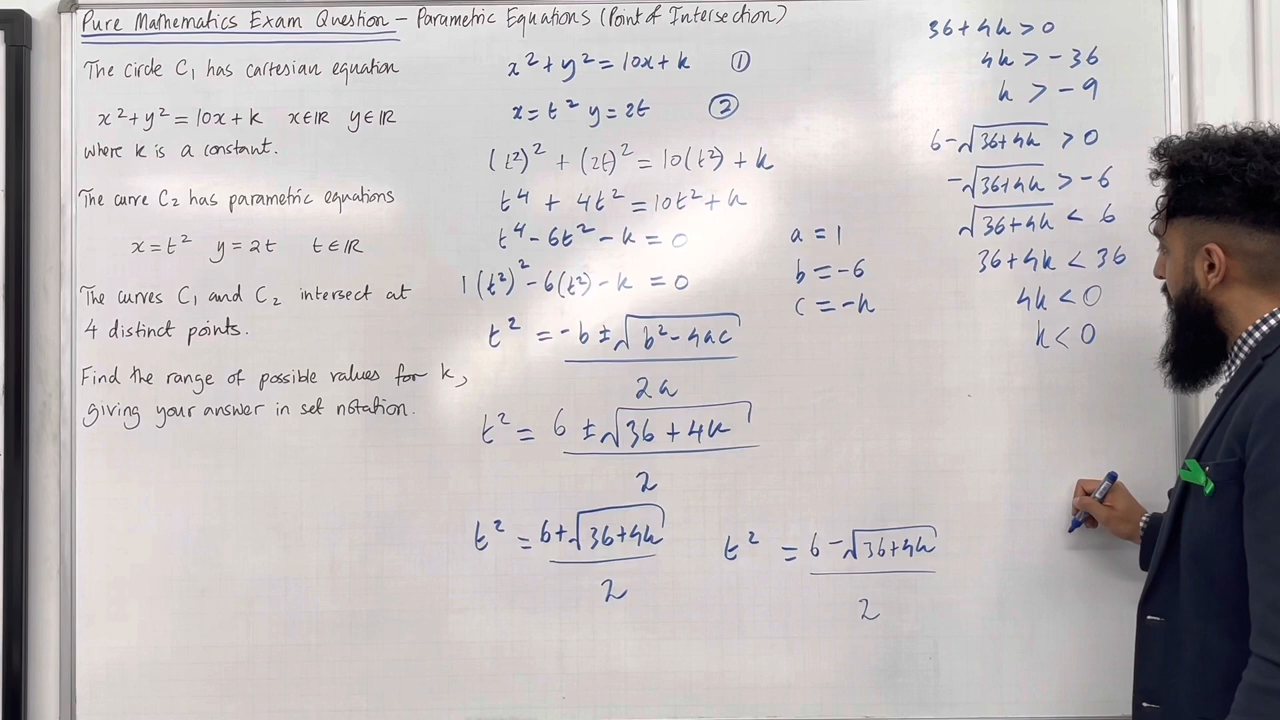 Pure Mathematics Exam Question - Parametric Equations (Point of Intersection)
The circle C₁ has cartesian equation
x²+y²=10x+k x∈ℝ y∈ℝ
where k is a constant.
The curve C₂ has parametric equations
x=t² y=2t t∈ℝ
The curves C₁ and C₂ intersect at
4 distinct points.
Find the range of possible values for k,
giving your answer in set notation.
x²+y²=10x+k ①
x=t² y=2t ②
(t²)² + (2t)² = 10(t²) + k
t⁴ + 4t² = 10t² + k
t⁴ - 6t² - k = 0
1(t²)² - 6(t²) - k = 0
a = 1
b = -6
c = -k
t² = -b ± √b² - 4ac
2a
t² = 6 ± √36 + 4k
2
t² = 6+√36+4k
2
t² = 6-√36+4k
2
36+4k > 0
4k > -36
k > -9
6-√36+4k > 0
-√36+4k > -6
√36+4k < 6
36+4k < 36
4k < 0
k < 0